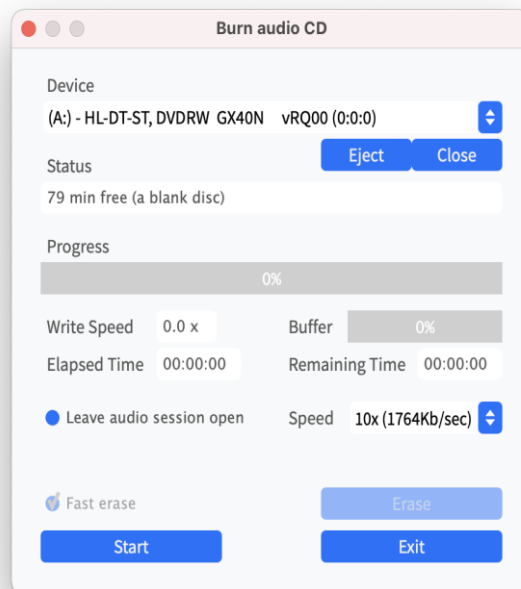 Burn audio CD
Device
(A:) - HL-DT-ST, DVDRW GX40N vRQ00 (0:0:0)
Eject Close
Status
79 min free (a blank disc)
Progress
0%
Write Speed 0.0 x Buffer 0%
Elapsed Time 00:00:00 Remaining Time 00:00:00
Leave audio session open Speed 10x (1764Kb/sec)
Fast erase Erase
Start Exit